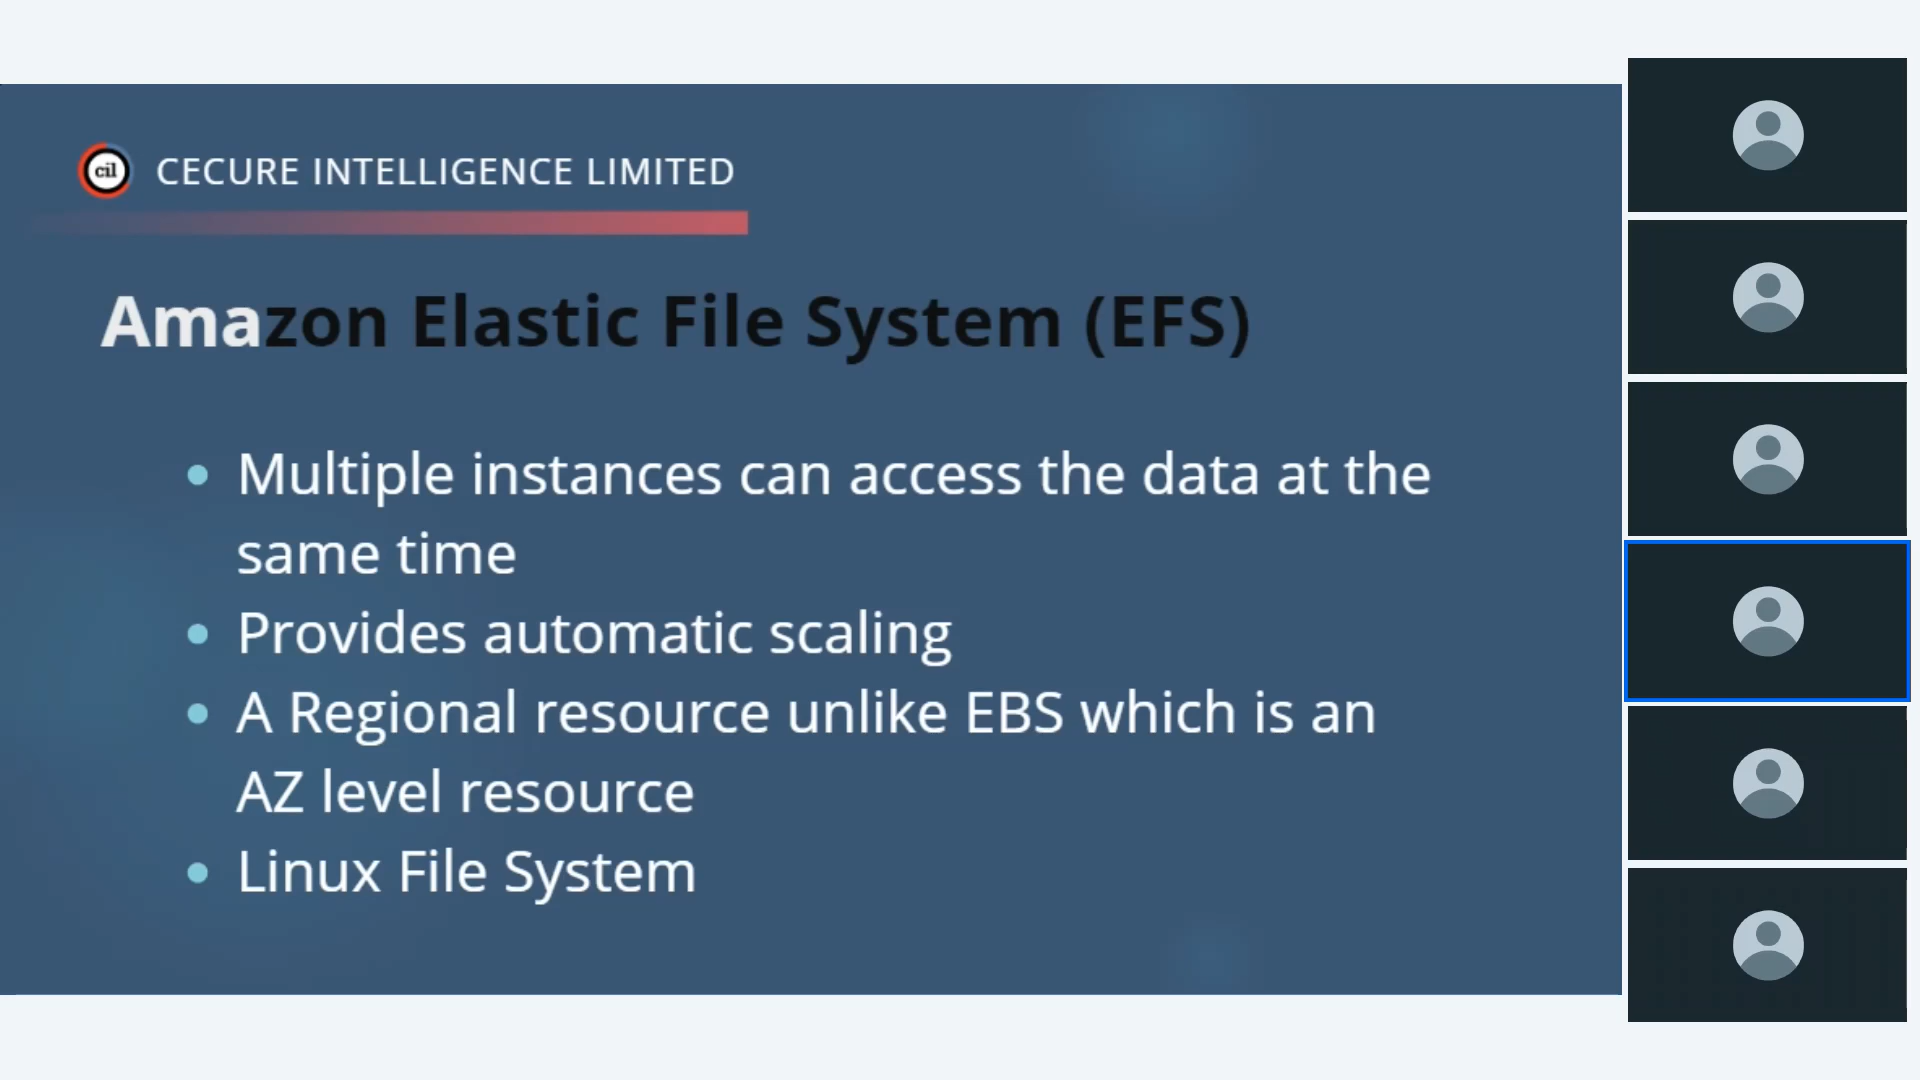 cil CECURE INTELLIGENCE LIMITED
Amazon Elastic File System (EFS)
• Multiple instances can access the data at the
same time
• Provides automatic scaling
• A Regional resource unlike EBS which is an
AZ level resource
• Linux File System